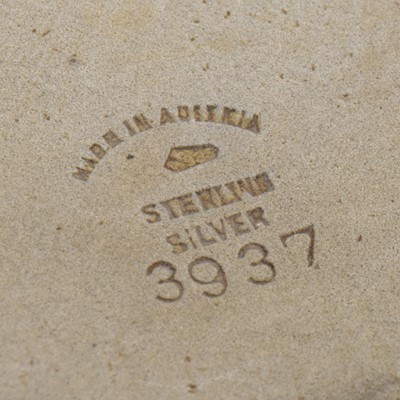 MADE IN AUSTRIA
STERLING
SILVER
3937